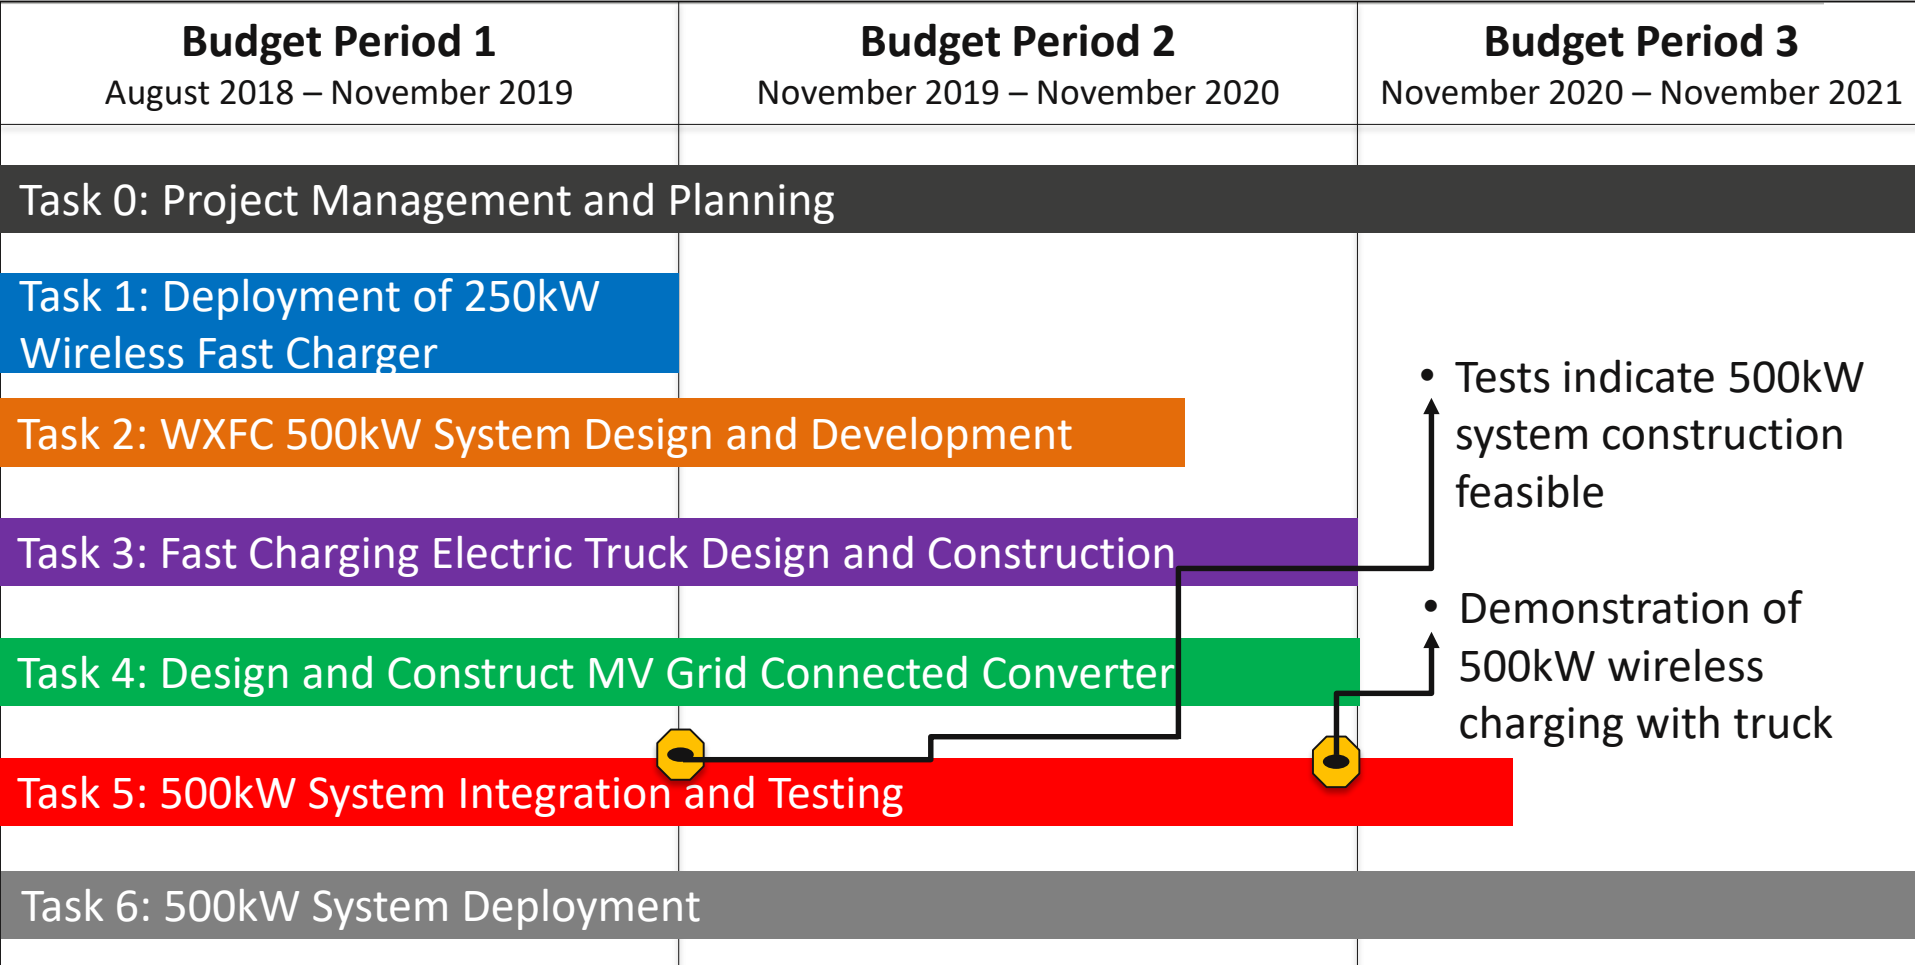 Budget Period 1
August 2018 – November 2019
Budget Period 2
November 2019 – November 2020
Budget Period 3
November 2020 – November 2021
Task 0: Project Management and Planning
Task 1: Deployment of 250kW
Wireless Fast Charger
Task 2: WXFC 500kW System Design and Development
Task 3: Fast Charging Electric Truck Design and Construction
Task 4: Design and Construct MV Grid Connected Converter
Task 5: 500kW System Integration and Testing
Task 6: 500kW System Deployment
• Tests indicate 500kW
system construction
feasible
• Demonstration of
500kW wireless
charging with truck